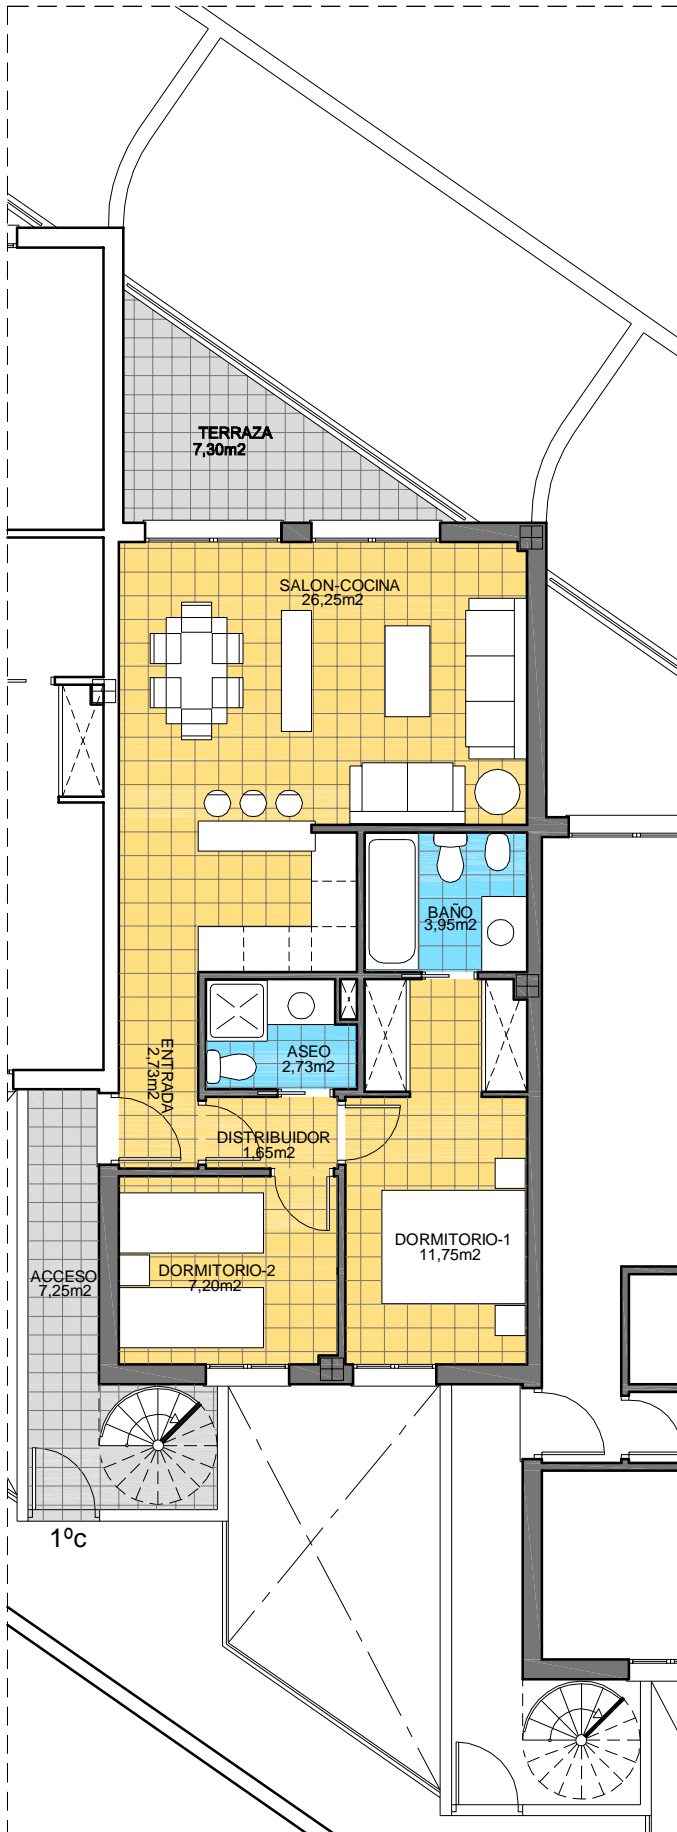 TERRAZA
7,30m2
SALON-COCINA
26,25m2
BAÑO
3,95m2
ENTRADA
2,73m2
ASEO
2,73m2
DISTRIBUIDOR
1,65m2
DORMITORIO-1
11,75m2
DORMITORIO-2
7,20m2
ACCESO
7,25m2
1ºc